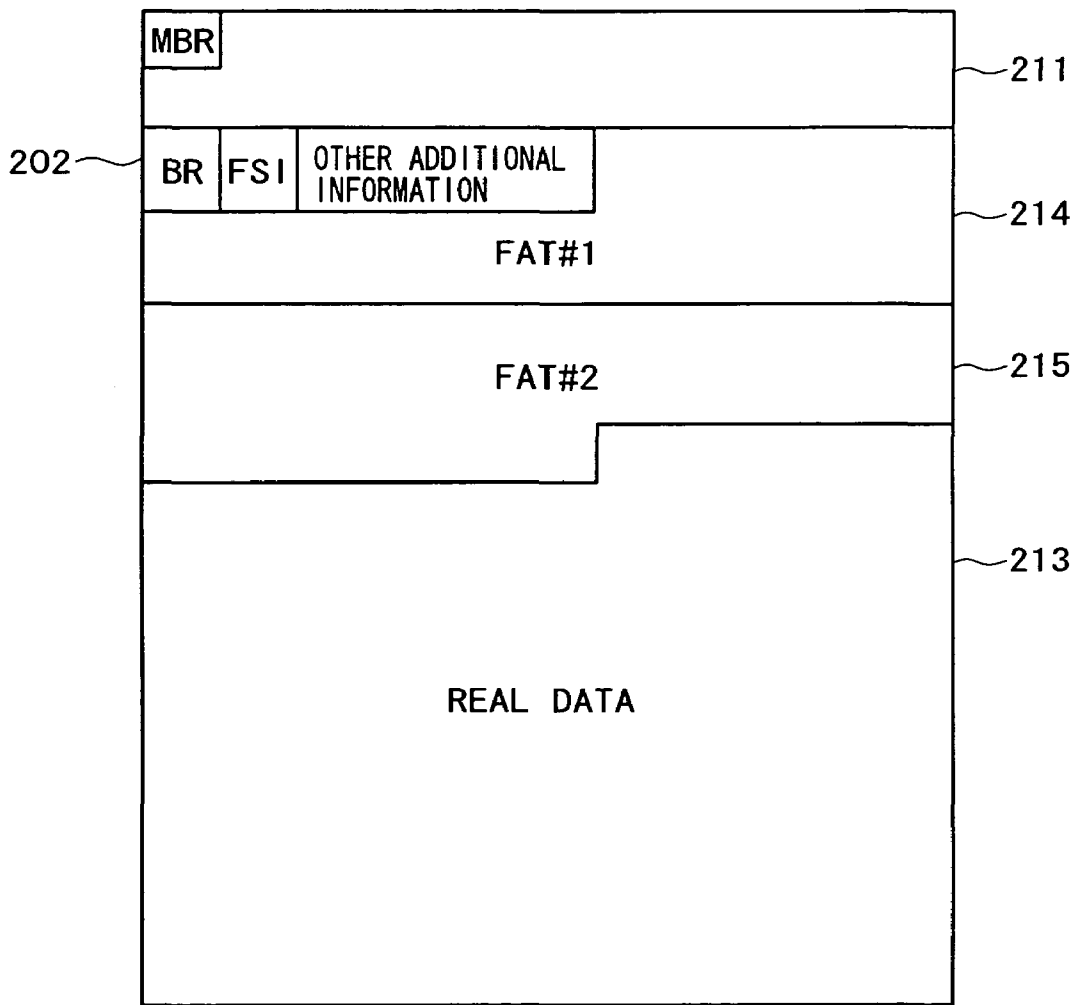 MBR
211
202
BR
FSI
OTHER ADDITIONAL
INFORMATION
214
FAT#1
FAT#2
215
213
REAL DATA